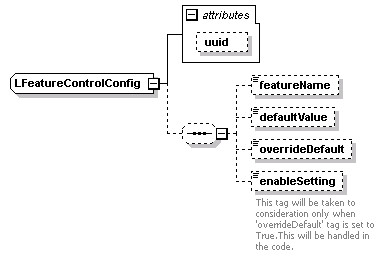 attributes
uuid
LFeatureControlConfig
featureName
defaultValue
overrideDefault
enableSetting
This tag will be taken to
consideration only when
'overrideDefault' tag is set to
True.This will be handled in
the code.